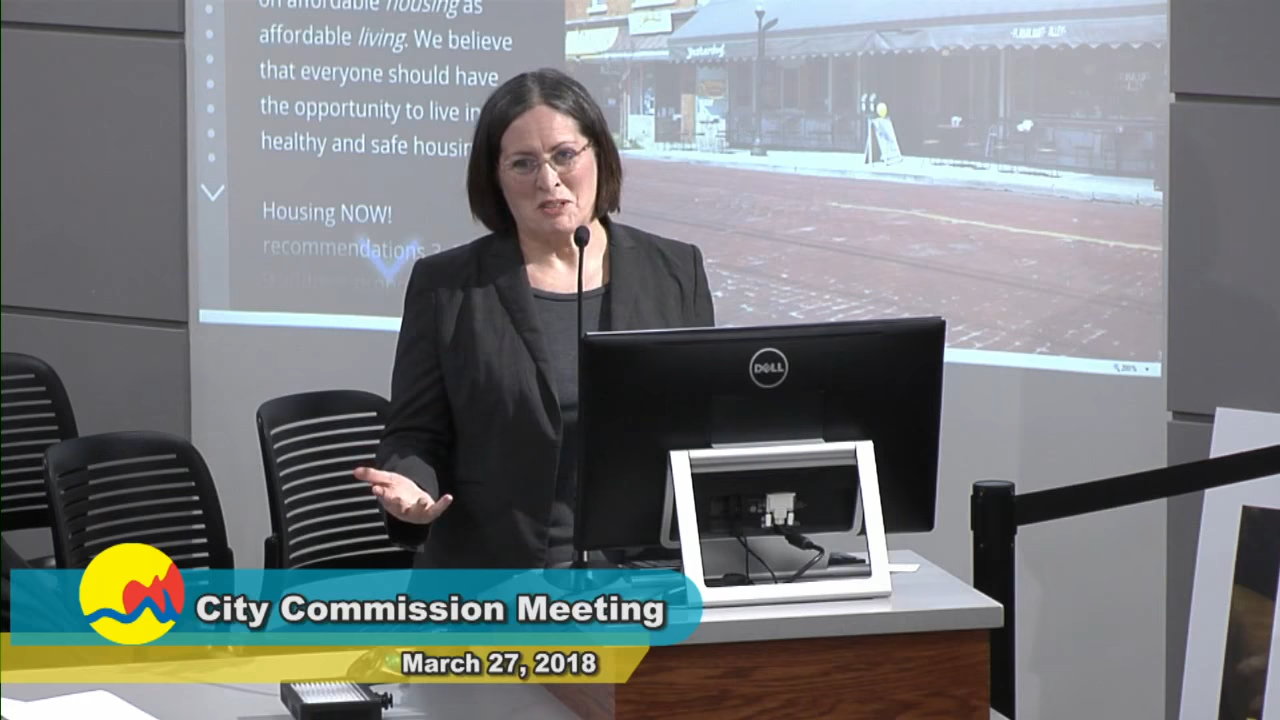 on affordable housing as
affordable living. We believe
that everyone should have
the opportunity to live in
healthy and safe housin
Housing NOW!
recommendations
DELL
City Commission Meeting
March 27, 2018